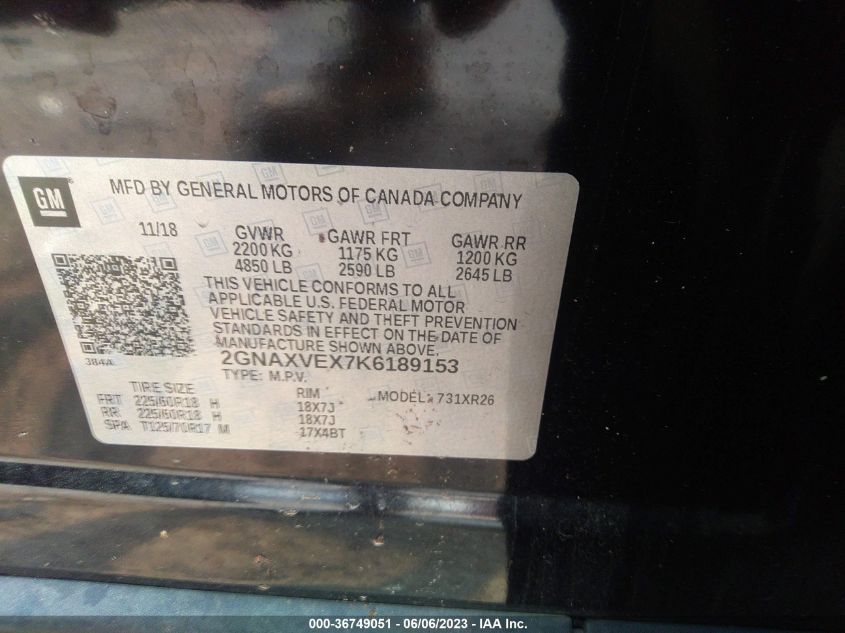 GM
MFD BY GENERAL MOTORS OF CANADA COMPANY
11/18 GVWR GAWR FRT GAWR RR
2200 KG 1175 KG 1200 KG
4850 LB 2590 LB 2645 LB
THIS VEHICLE CONFORMS TO ALL
APPLICABLE U.S. FEDERAL MOTOR
VEHICLE SAFETY AND THEFT PREVENTION
STANDARDS IN EFFECT ON THE DATE OF
MANUFACTURE SHOWN ABOVE.
384A
2GNAXVEX7K6189153
TYPE: M.P.V.
TIRE SIZE RIM MODEL: 731XR26
FRT 225/60R18 H 18X7J
RR 225/60R18 H 18X7J
SPA T125/70R17 M 17X4BT
000-36749051 - 06/06/2023 - IAA Inc.